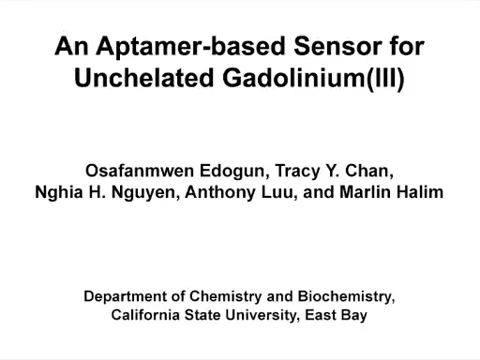 An Aptamer-based Sensor for
Unchelated Gadolinium(III)
Osafanmwen Edogun, Tracy Y. Chan,
Nghia H. Nguyen, Anthony Luu, and Marlin Halim
Department of Chemistry and Biochemistry,
California State University, East Bay